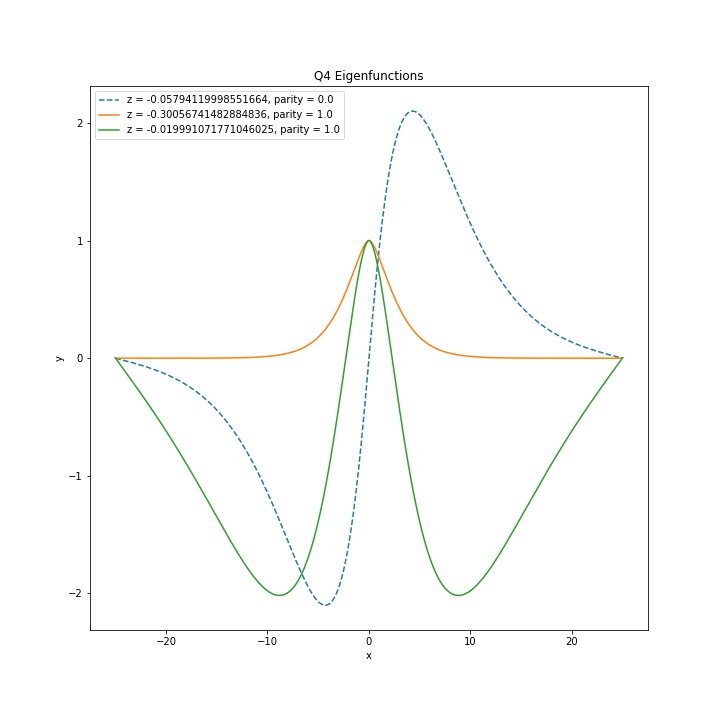 Q4 Eigenfunctions
z = -0.05794119998551664, parity = 0.0
z = -0.30056741482884836, parity = 1.0
z = -0.019991071771046025, parity = 1.0
2
1
0
−1
−2
y
−20
−10
0
10
20
x